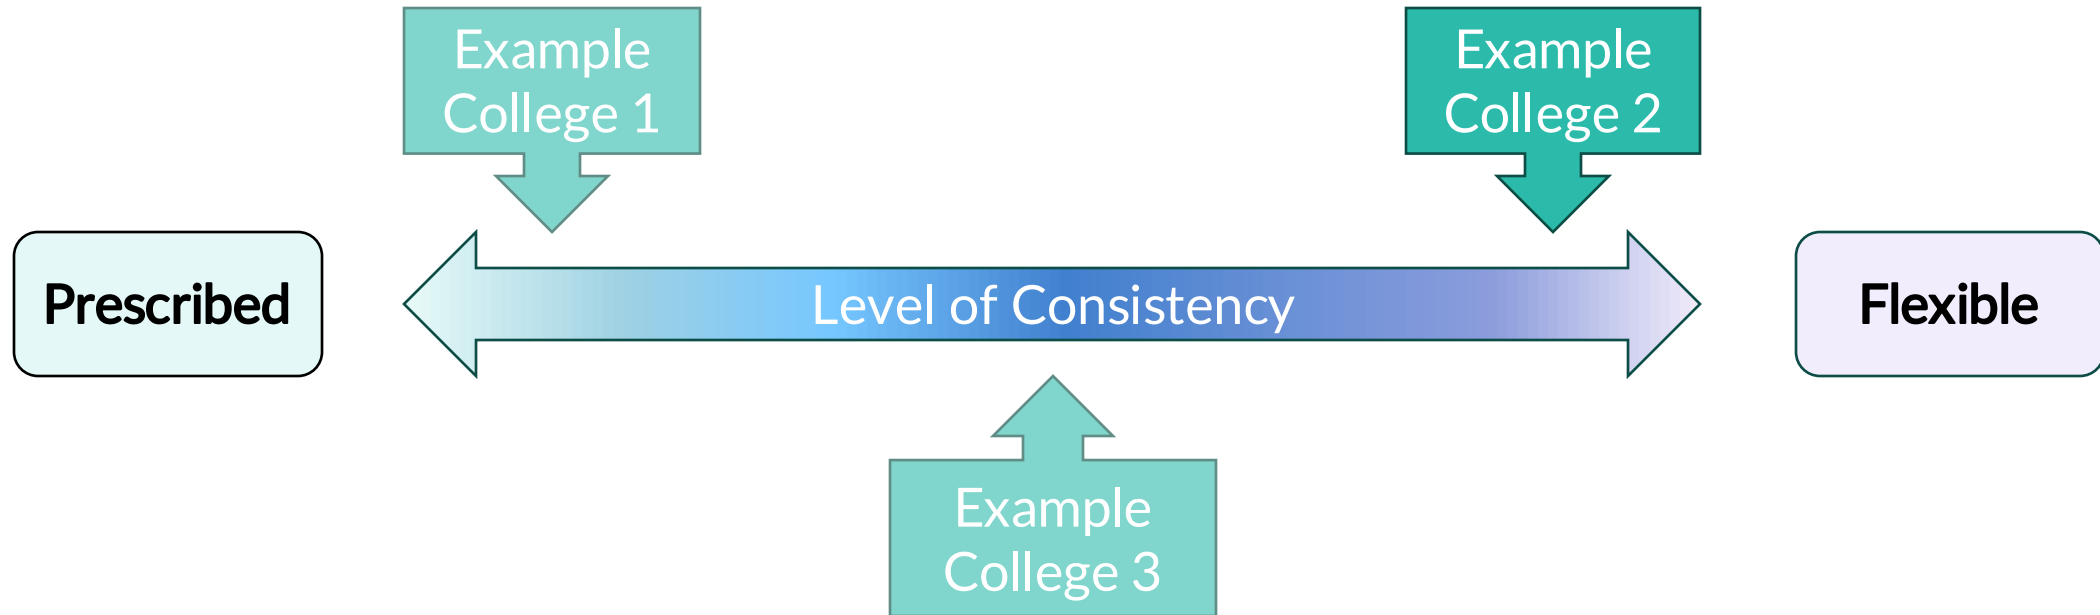 Example
College 1
Example
College 2
Prescribed
Level of Consistency
Flexible
Example
College 3